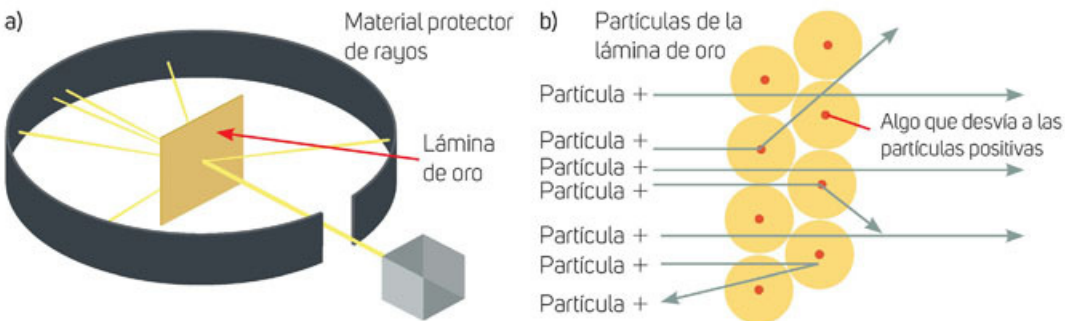 a)
Material protector
de rayos
Lámina
de oro
b)
Partículas de la
lámina de oro
Partícula +
Partícula +
Partícula +
Partícula +
Partícula +
Partícula +
Partícula +
Algo que desvía a las
partículas positivas